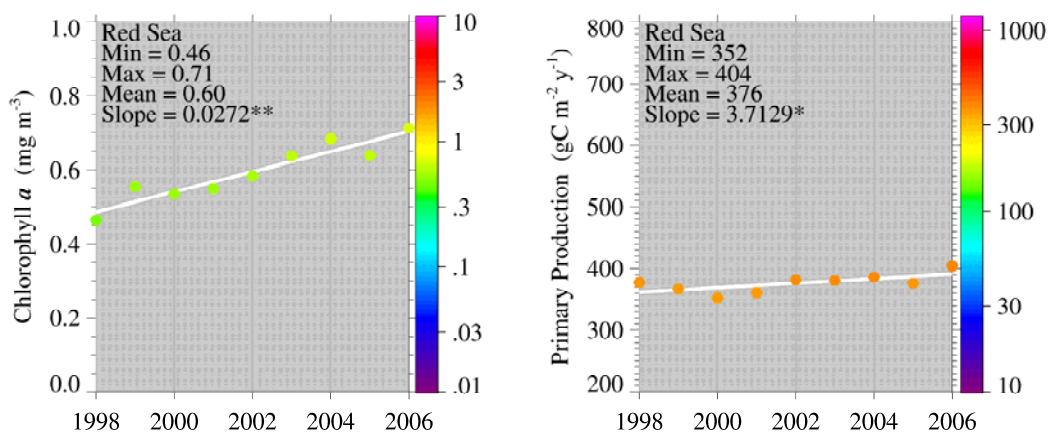 1.0
0.8
0.6
0.4
0.2
0.0
Chlorophyll a (mg m-3)
Red Sea
Min = 0.46
Max = 0.71
Mean = 0.60
Slope = 0.0272**
1998 2000 2002 2004 2006
10
3
1
.3
.1
.03
.01
800
700
600
500
400
300
200
Primary Production (gC m-2 y-1)
Red Sea
Min = 352
Max = 404
Mean = 376
Slope = 3.7129*
1998 2000 2002 2004 2006
1000
300
100
30
10